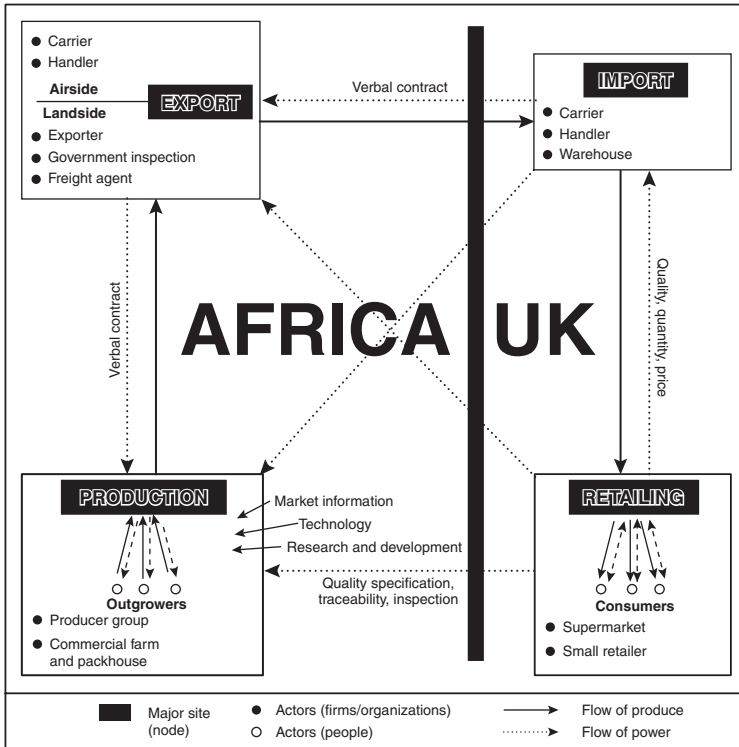 Carrier
Handler
Airside
EXPORT
Landside
Exporter
Government inspection
Freight agent
Verbal contract
IMPORT
Carrier
Handler
Warehouse
Verbal contract
Quality, quantity, price
AFRICA UK
PRODUCTION
Market information
Technology
Research and development
Outgrowers
Producer group
Commercial farm
and packhouse
Quality specification,
traceability, inspection
RETAILING
Consumers
Supermarket
Small retailer
Major site
(node)
Actors (firms/organizations)
Actors (people)
Flow of produce
Flow of power